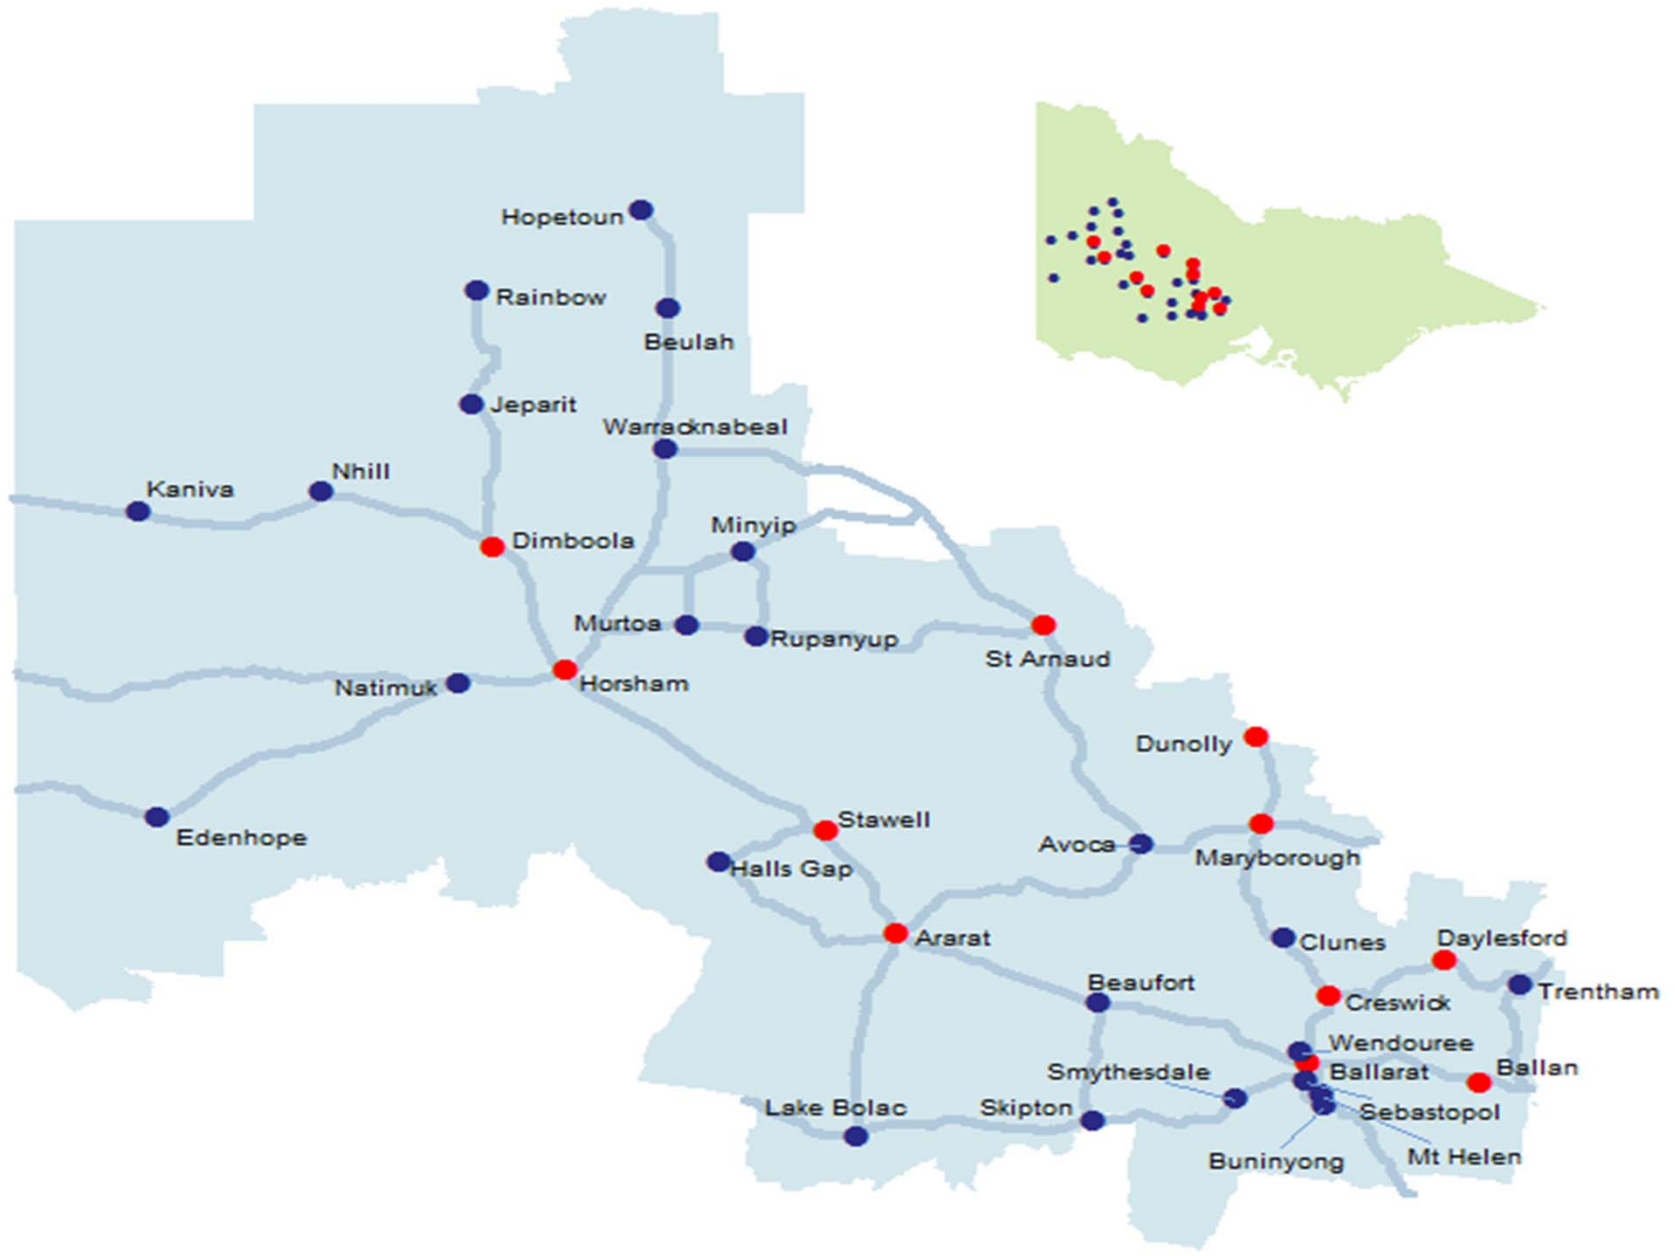 Hopetoun
Rainbow
Beulah
Jeparit
Warracknabeal
Nhill
Kaniva
Minyip
Dimboola
Murtoa
Rupanyup
St Arnaud
Natimuk
Horsham
Dunolly
Stawell
Edenhope
Avoca
Maryborough
Halls Gap
Ararat
Clunes
Daylesford
Beaufort
Trentham
Creswick
Wendouree
Smythesdale
Ballarat
Ballan
Lake Bolac
Skipton
Sebastopol
Buninyong
Mt Helen